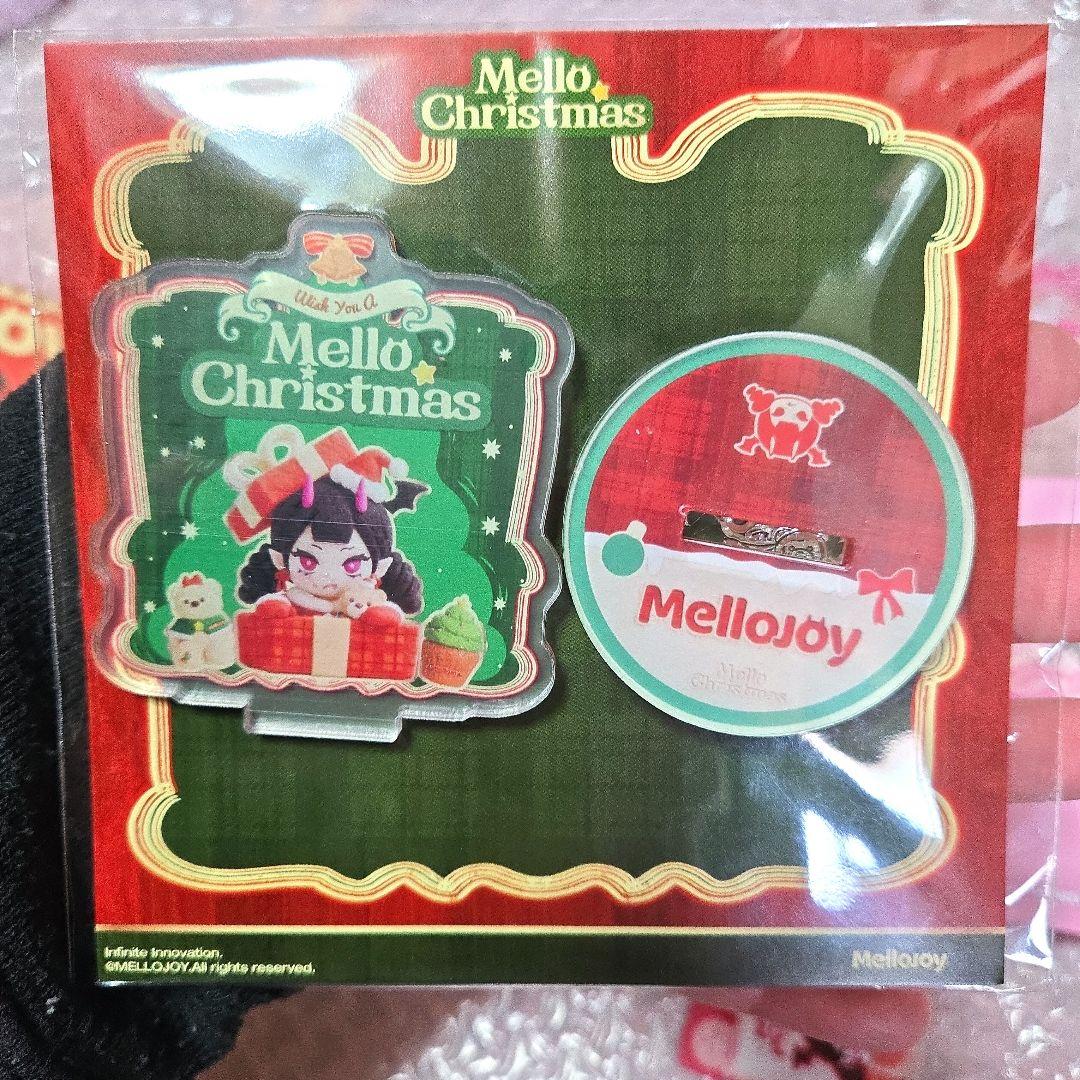 Mello
Christmas
Wish You A
Mello
Christmas
Mellojoy
Mello
Christmas
Infinite Innovation.
©MELLOJOY.All rights reserved.
Mellojoy